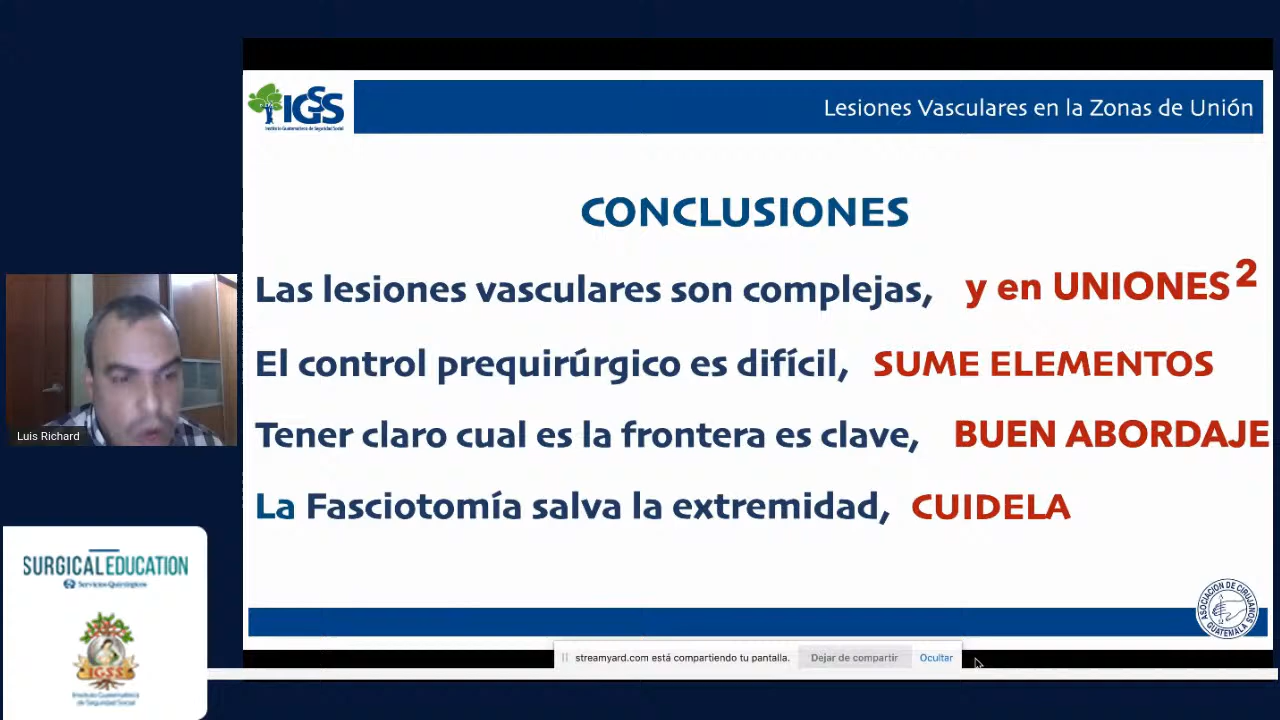 IGSS
Instituto Guatemalteco de Seguridad Social
Lesiones Vasculares en la Zonas de Unión
CONCLUSIONES
Las lesiones vasculares son complejas, y en UNIONES²
El control prequirúrgico es difícil, SUME ELEMENTOS
Tener claro cual es la frontera es clave, BUEN ABORDAJE
La Fasciotomía salva la extremidad, CUIDELA
Luis Richard
SURGICALEDUCATION
Servicios Quirúrgicos
IGSS
Instituto Guatemalteco
de Seguridad Social
ASOCIACION DE CIRUJANOS
GUATEMALA
streamyard.com está compartiendo tu pantalla.
Dejar de compartir
Ocultar